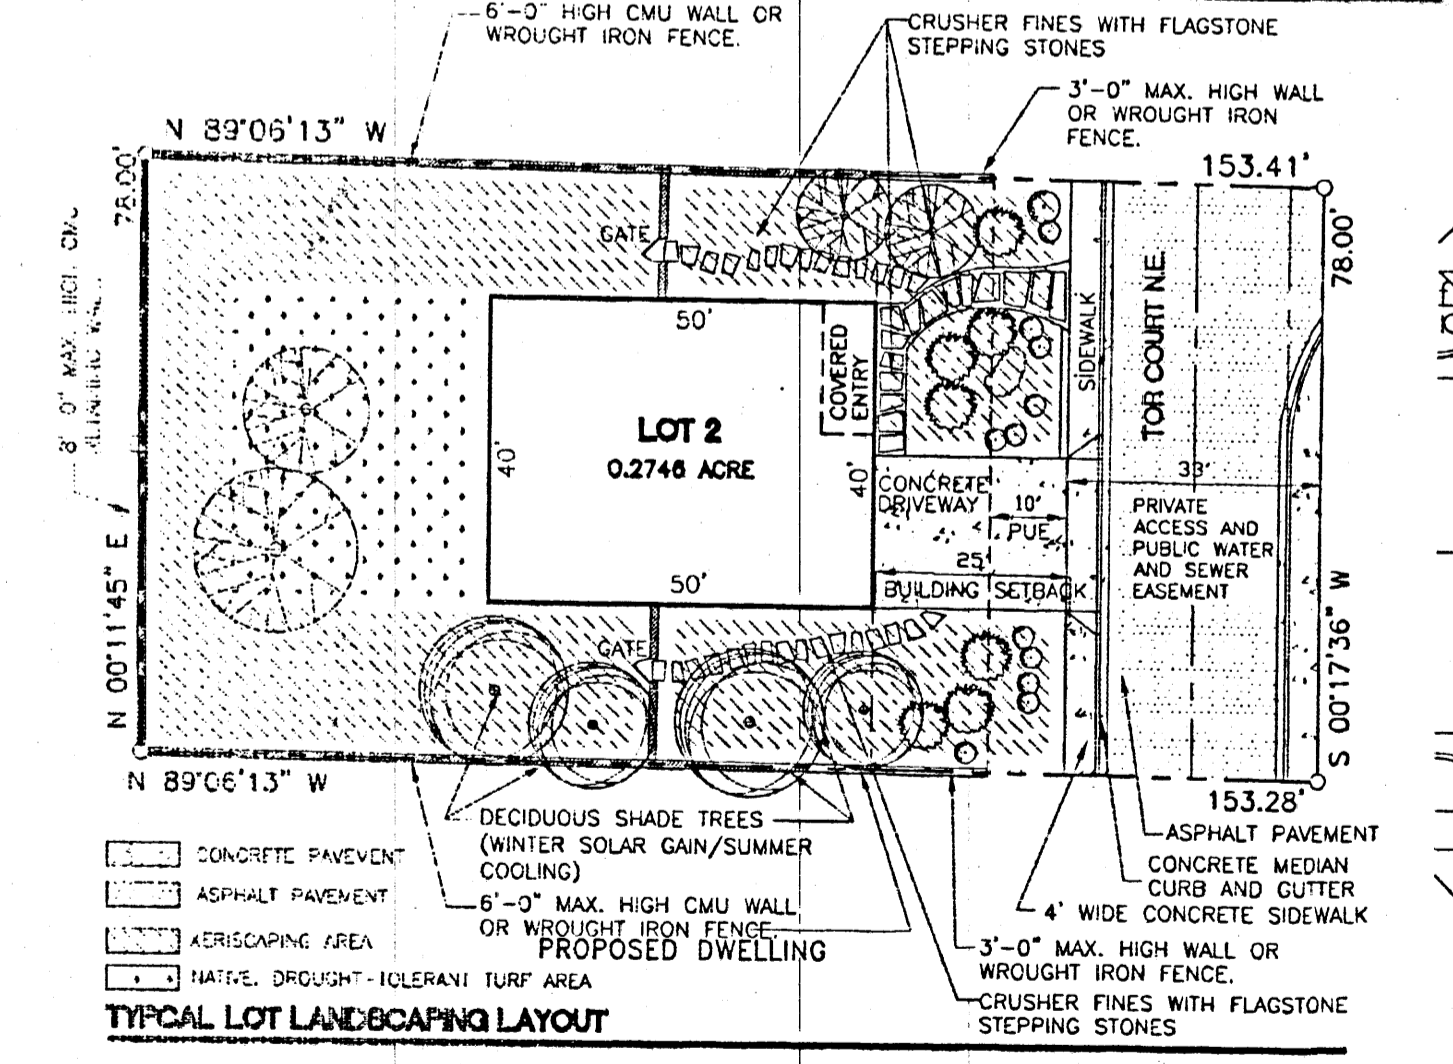 6'-0" HIGH CMU WALL OR
WROUGHT IRON FENCE.
CRUSHER FINES WITH FLAGSTONE
STEPPING STONES
3'-0" MAX. HIGH WALL
OR WROUGHT IRON
FENCE.
N 89°06'13" W
153.41'
78.00'
78.00'
8' 0" MAX HIGH CMU
GATE
50'
COVERED
ENTRY
SIDEWALK
TOR COURT N.E.
LOT 2
0.2746 ACRE
40'
40'
33'
CONCRETE
DRIVEWAY
10'
PUE
25'
BUILDING SETBACK
PRIVATE
ACCESS AND
PUBLIC WATER
AND SEWER
EASEMENT
50'
GATE
N 00°11'45" E
S 00°17'36" W
N 89°06'13" W
153.28'
DECIDUOUS SHADE TREES
(WINTER SOLAR GAIN/SUMMER
COOLING)
6'-0" MAX. HIGH CMU WALL
OR WROUGHT IRON FENCE.
PROPOSED DWELLING
ASPHALT PAVEMENT
CONCRETE MEDIAN
CURB AND GUTTER
4' WIDE CONCRETE SIDEWALK
3'-0" MAX. HIGH WALL OR
WROUGHT IRON FENCE.
CRUSHER FINES WITH FLAGSTONE
STEPPING STONES
CONCRETE PAVEMENT
ASPHALT PAVEMENT
XERISCAPING AREA
NATIVE, DROUGHT-TOLERANT TURF AREA
TYPICAL LOT LANDSCAPING LAYOUT